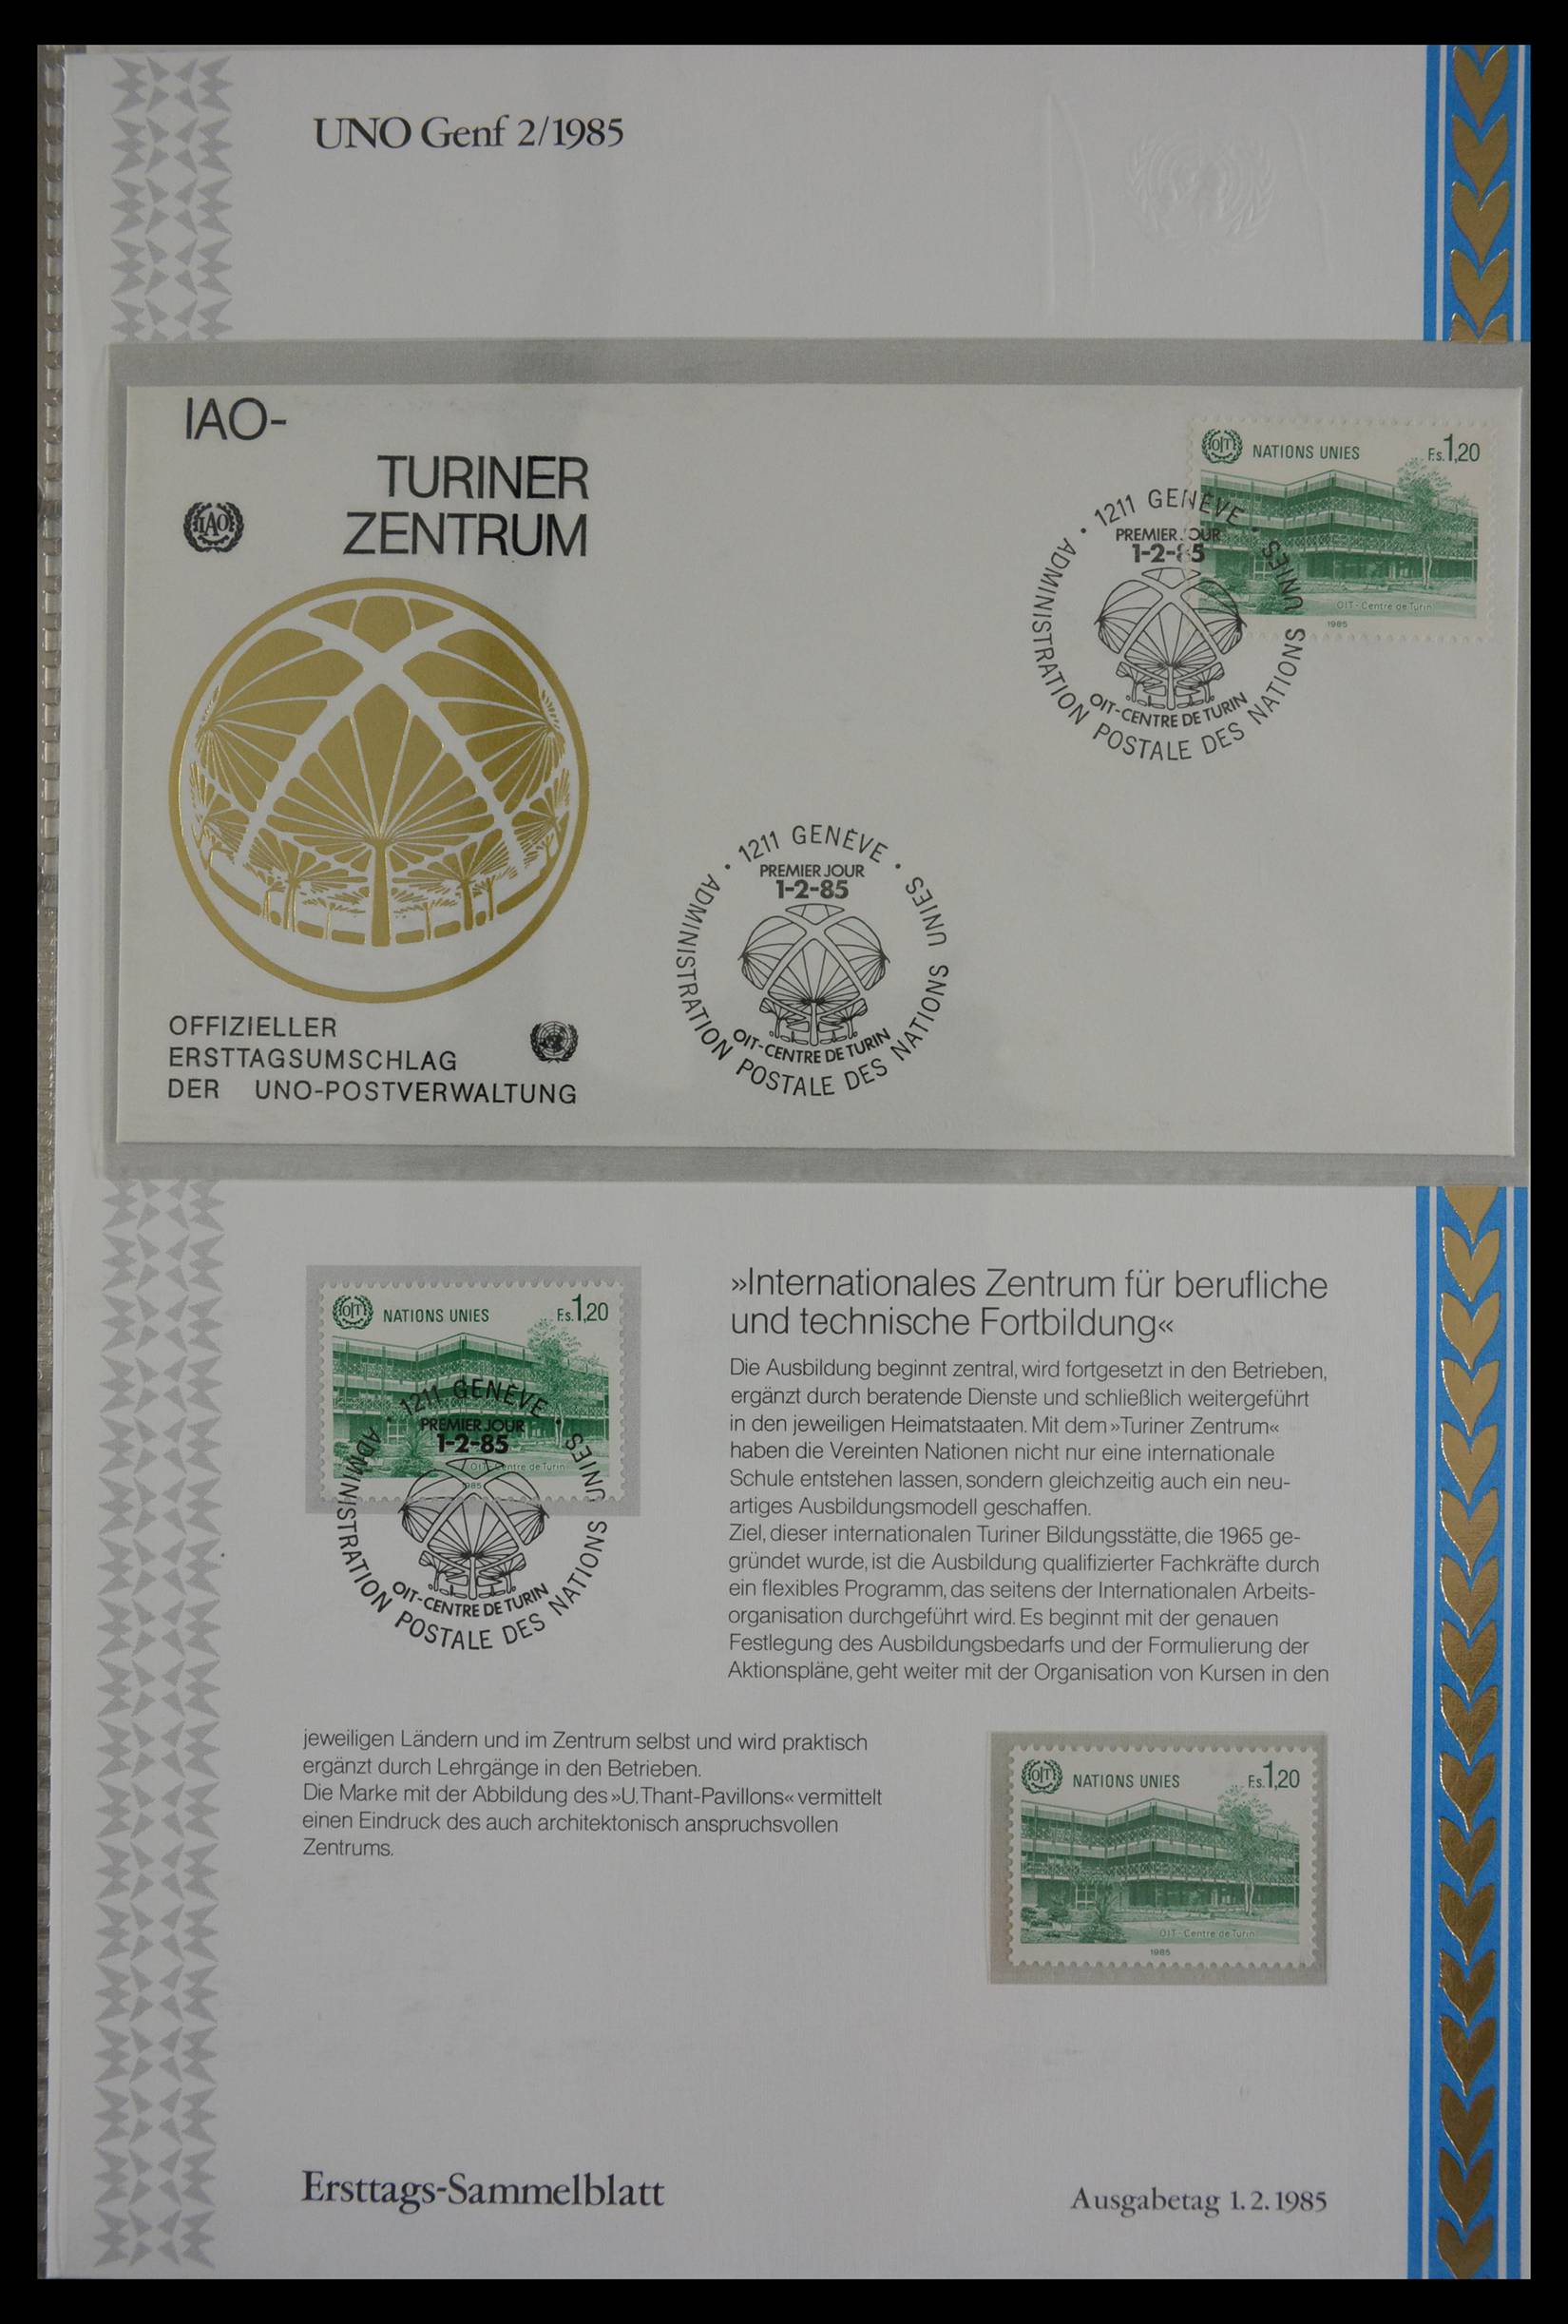 UNO Genf 2/1985
IAO-
TURINER
ZENTRUM
IAO
OFFIZIELLER
ERSTTAGSUMSCHLAG
DER UNO-POSTVERWALTUNG
OIT NATIONS UNIES F.s.1,20
OIT - Centre de Turin
1985
1211 GENÈVE
PREMIER JOUR
1-2-85
OIT-CENTRE DE TURIN
ADMINISTRATION POSTALE DES NATIONS UNIES
1211 GENÈVE
PREMIER JOUR
1-2-85
OIT-CENTRE DE TURIN
ADMINISTRATION POSTALE DES NATIONS UNIES
OIT NATIONS UNIES F.s.1,20
OIT - Centre de Turin
1985
1211 GENÈVE
PREMIER JOUR
1-2-85
OIT-CENTRE DE TURIN
ADMINISTRATION POSTALE DES NATIONS UNIES
»Internationales Zentrum für berufliche
und technische Fortbildung«
Die Ausbildung beginnt zentral, wird fortgesetzt in den Betrieben,
ergänzt durch beratende Dienste und schließlich weitergeführt
in den jeweiligen Heimatstaaten. Mit dem »Turiner Zentrum«
haben die Vereinten Nationen nicht nur eine internationale
Schule entstehen lassen, sondern gleichzeitig auch ein neu-
artiges Ausbildungsmodell geschaffen.
Ziel, dieser internationalen Turiner Bildungsstätte, die 1965 ge-
gründet wurde, ist die Ausbildung qualifizierter Fachkräfte durch
ein flexibles Programm, das seitens der Internationalen Arbeits-
organisation durchgeführt wird. Es beginnt mit der genauen
Festlegung des Ausbildungsbedarfs und der Formulierung der
Aktionspläne, geht weiter mit der Organisation von Kursen in den
jeweiligen Ländern und im Zentrum selbst und wird praktisch
ergänzt durch Lehrgänge in den Betrieben.
Die Marke mit der Abbildung des »U.Thant-Pavillons« vermittelt
einen Eindruck des auch architektonisch anspruchsvollen
Zentrums.
OIT NATIONS UNIES F.s.1,20
OIT - Centre de Turin
1985
Ersttags-Sammelblatt
Ausgabetag 1.2.1985